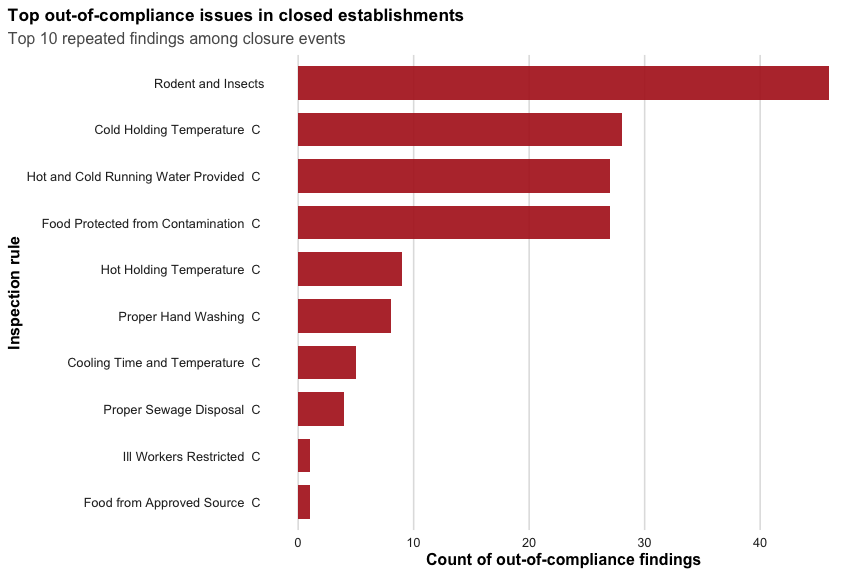 Top out-of-compliance issues in closed establishments
Top 10 repeated findings among closure events
Rodent and Insects
Cold Holding Temperature  C
Hot and Cold Running Water Provided  C
Food Protected from Contamination  C
Hot Holding Temperature  C
Proper Hand Washing  C
Cooling Time and Temperature  C
Proper Sewage Disposal  C
Ill Workers Restricted  C
Food from Approved Source  C
Inspection rule
0 10 20 30 40
Count of out-of-compliance findings